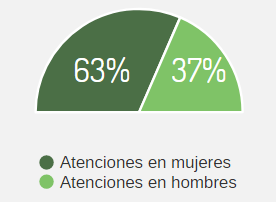 63% 37%
Atenciones en mujeres
Atenciones en hombres